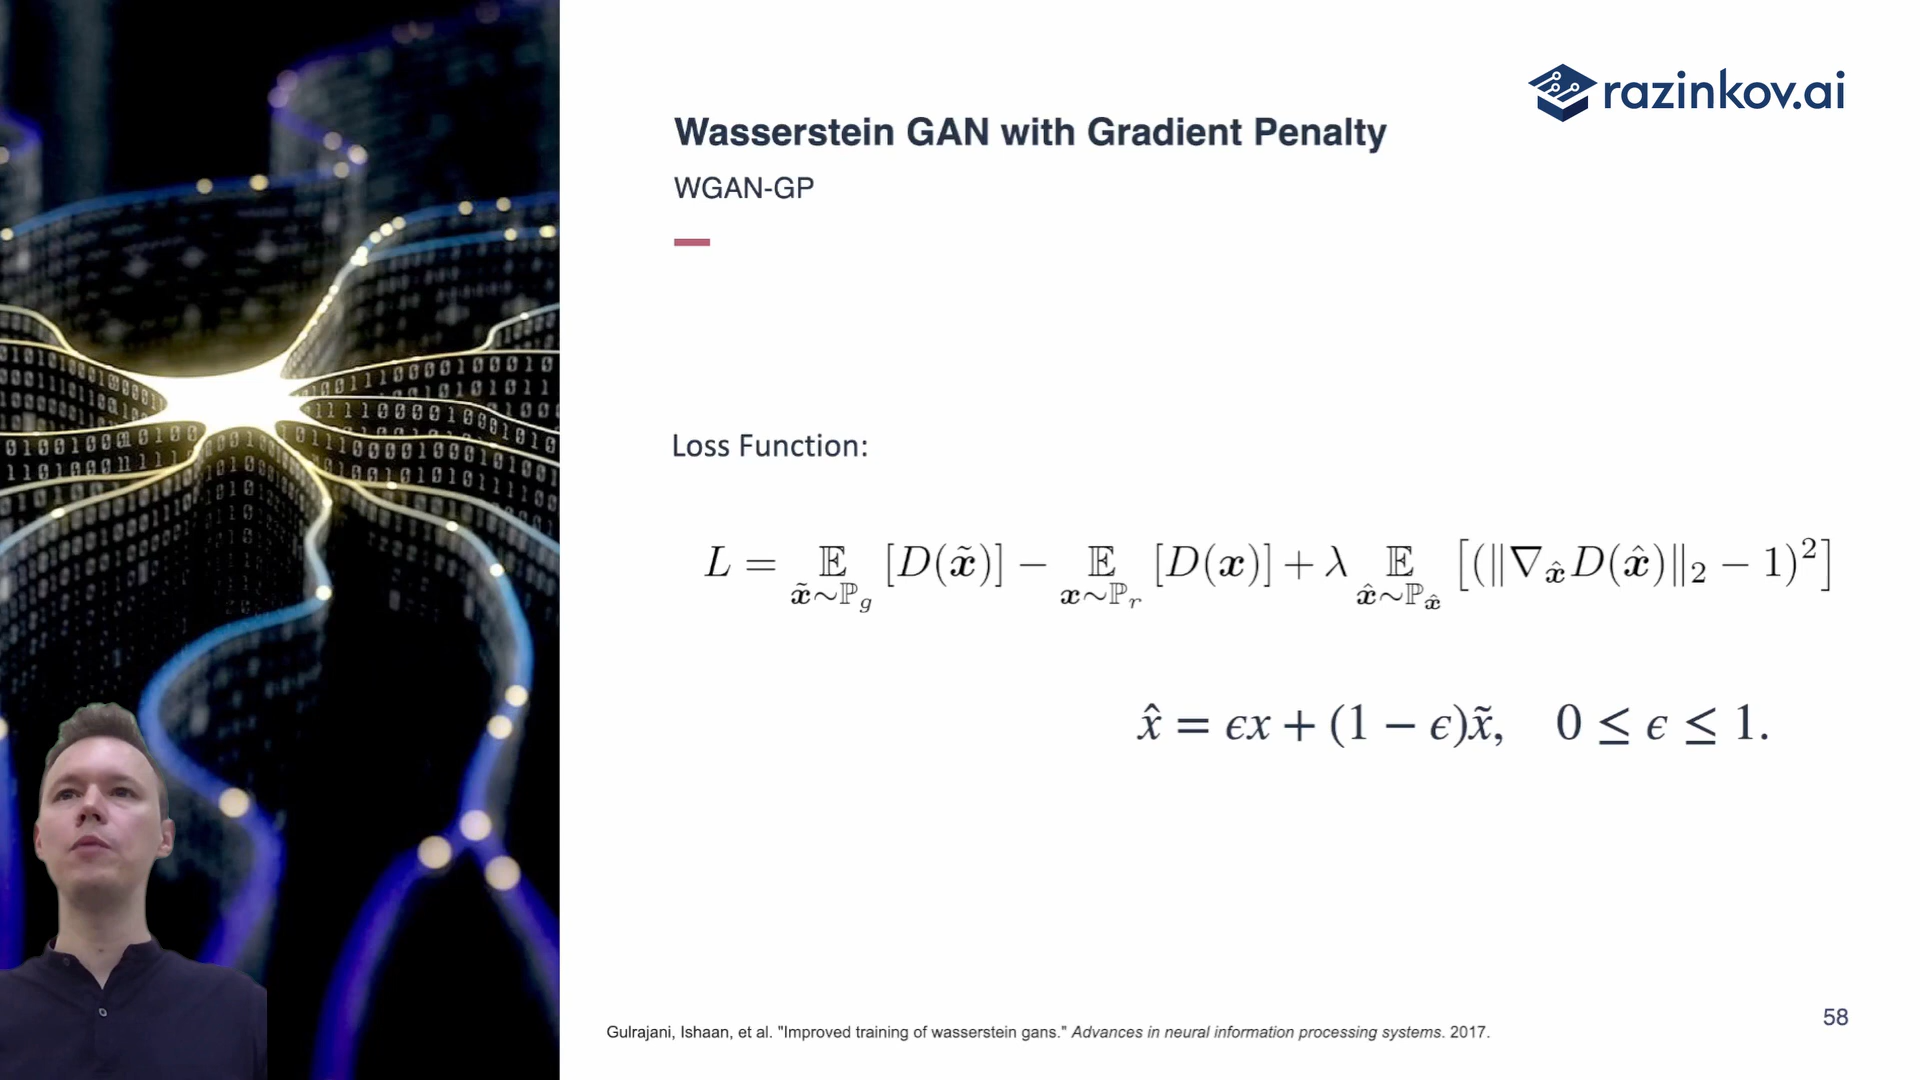 razinkov.ai
Wasserstein GAN with Gradient Penalty
WGAN-GP
Loss Function:
L = 𝔼_{x̃∼ℙ_g} [D(x̃)] − 𝔼_{x∼ℙ_r} [D(x)] + λ 𝔼_{x̂∼ℙ_x̂} [(‖∇_x̂ D(x̂)‖₂ − 1)²]
x̂ = ϵx + (1 − ϵ)x̃, 0 ≤ ϵ ≤ 1.
Gulrajani, Ishaan, et al. "Improved training of wasserstein gans." Advances in neural information processing systems. 2017.
58